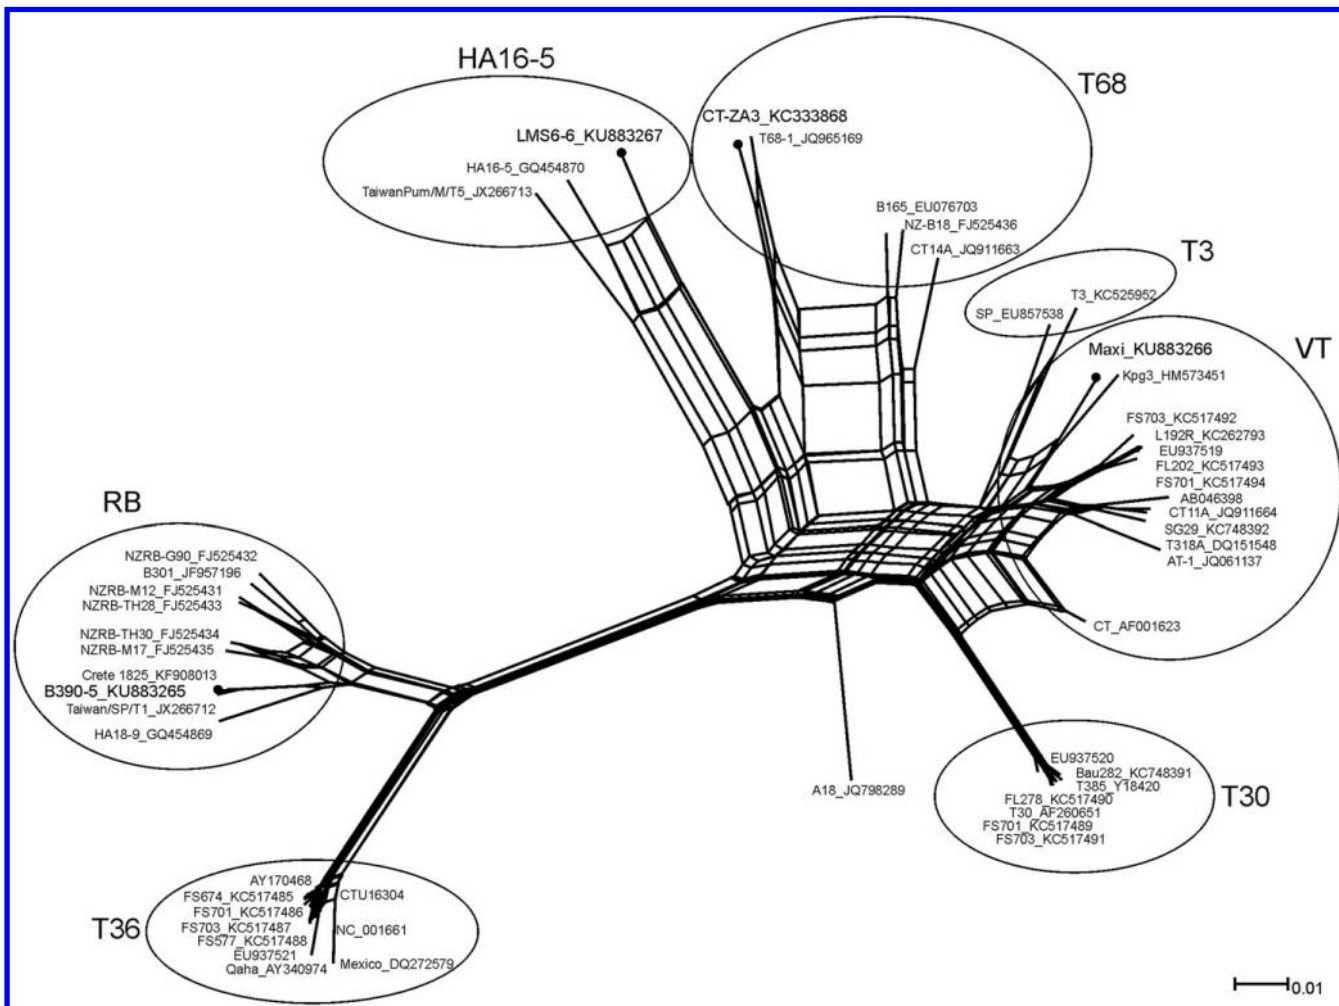 HA16-5
T68
CT-ZA3_KC333868
LMS6-6_KU883267
T68-1_JQ965169
HA16-5_GQ454870
TaiwanPum/M/T5_JX266713
B165_EU076703
NZ-B18_FJ525436
CT14A_JQ911663
T3
T3_KC525952
SP_EU857538
VT
Maxi_KU883266
Kpg3_HM573451
FS703_KC517492
L192R_KC262793
EU937519
FL202_KC517493
FS701_KC517494
AB046398
CT11A_JQ911664
SG29_KC748392
T318A_DQ151548
AT-1_JQ061137
CT_AF001623
RB
NZRB-G90_FJ525432
B301_JF957196
NZRB-M12_FJ525431
NZRB-TH28_FJ525433
NZRB-TH30_FJ525434
NZRB-M17_FJ525435
Crete 1825_KF908013
B390-5_KU883265
Taiwan/SP/T1_JX266712
HA18-9_GQ454869
A18_JQ798289
EU937520
Bau282_KC748391
T385_Y18420
FL278_KC517490
T30_AF260651
FS701_KC517489
FS703_KC517491
T30
T36
AY170468
FS674_KC517485
CTU16304
FS701_KC517486
FS703_KC517487
NC_001661
FS577_KC517488
EU937521
Qaha_AY340974
Mexico_DQ272579
0.01